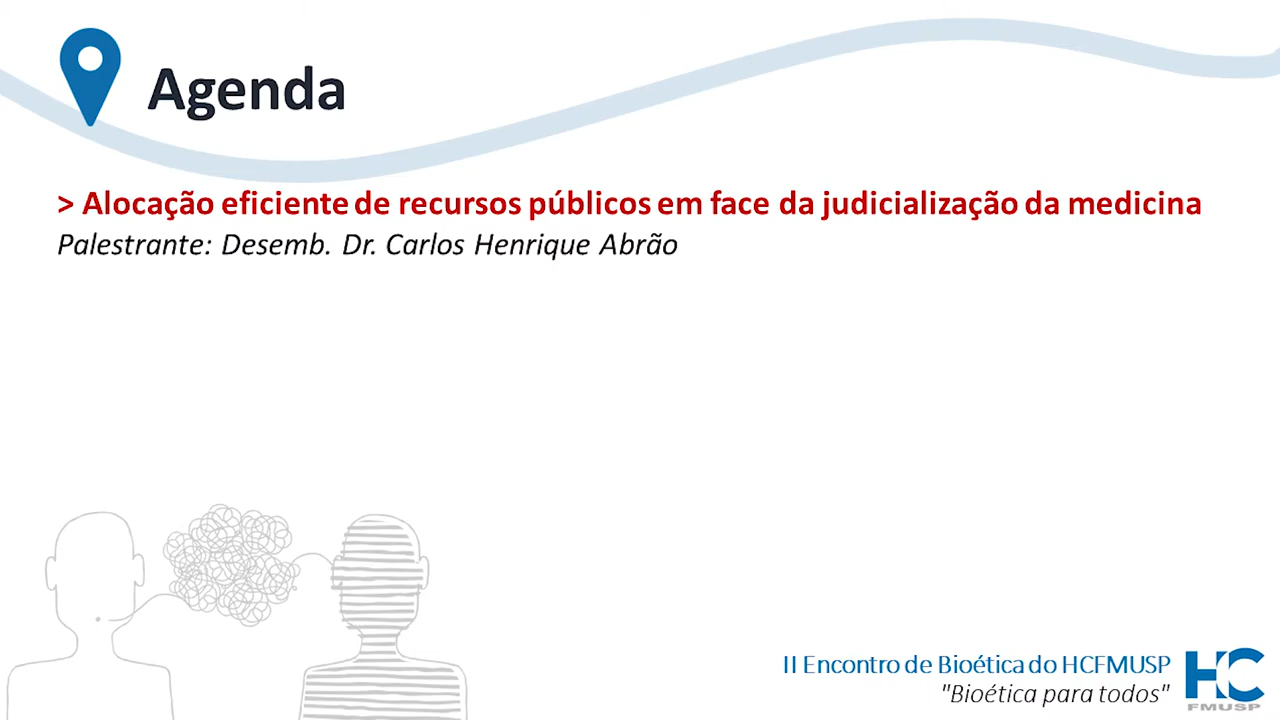 Agenda
> Alocação eficiente de recursos públicos em face da judicialização da medicina
Palestrante: Desemb. Dr. Carlos Henrique Abrão
II Encontro de Bioética do HCFMUSP
"Bioética para todos"
HC
FMUSP